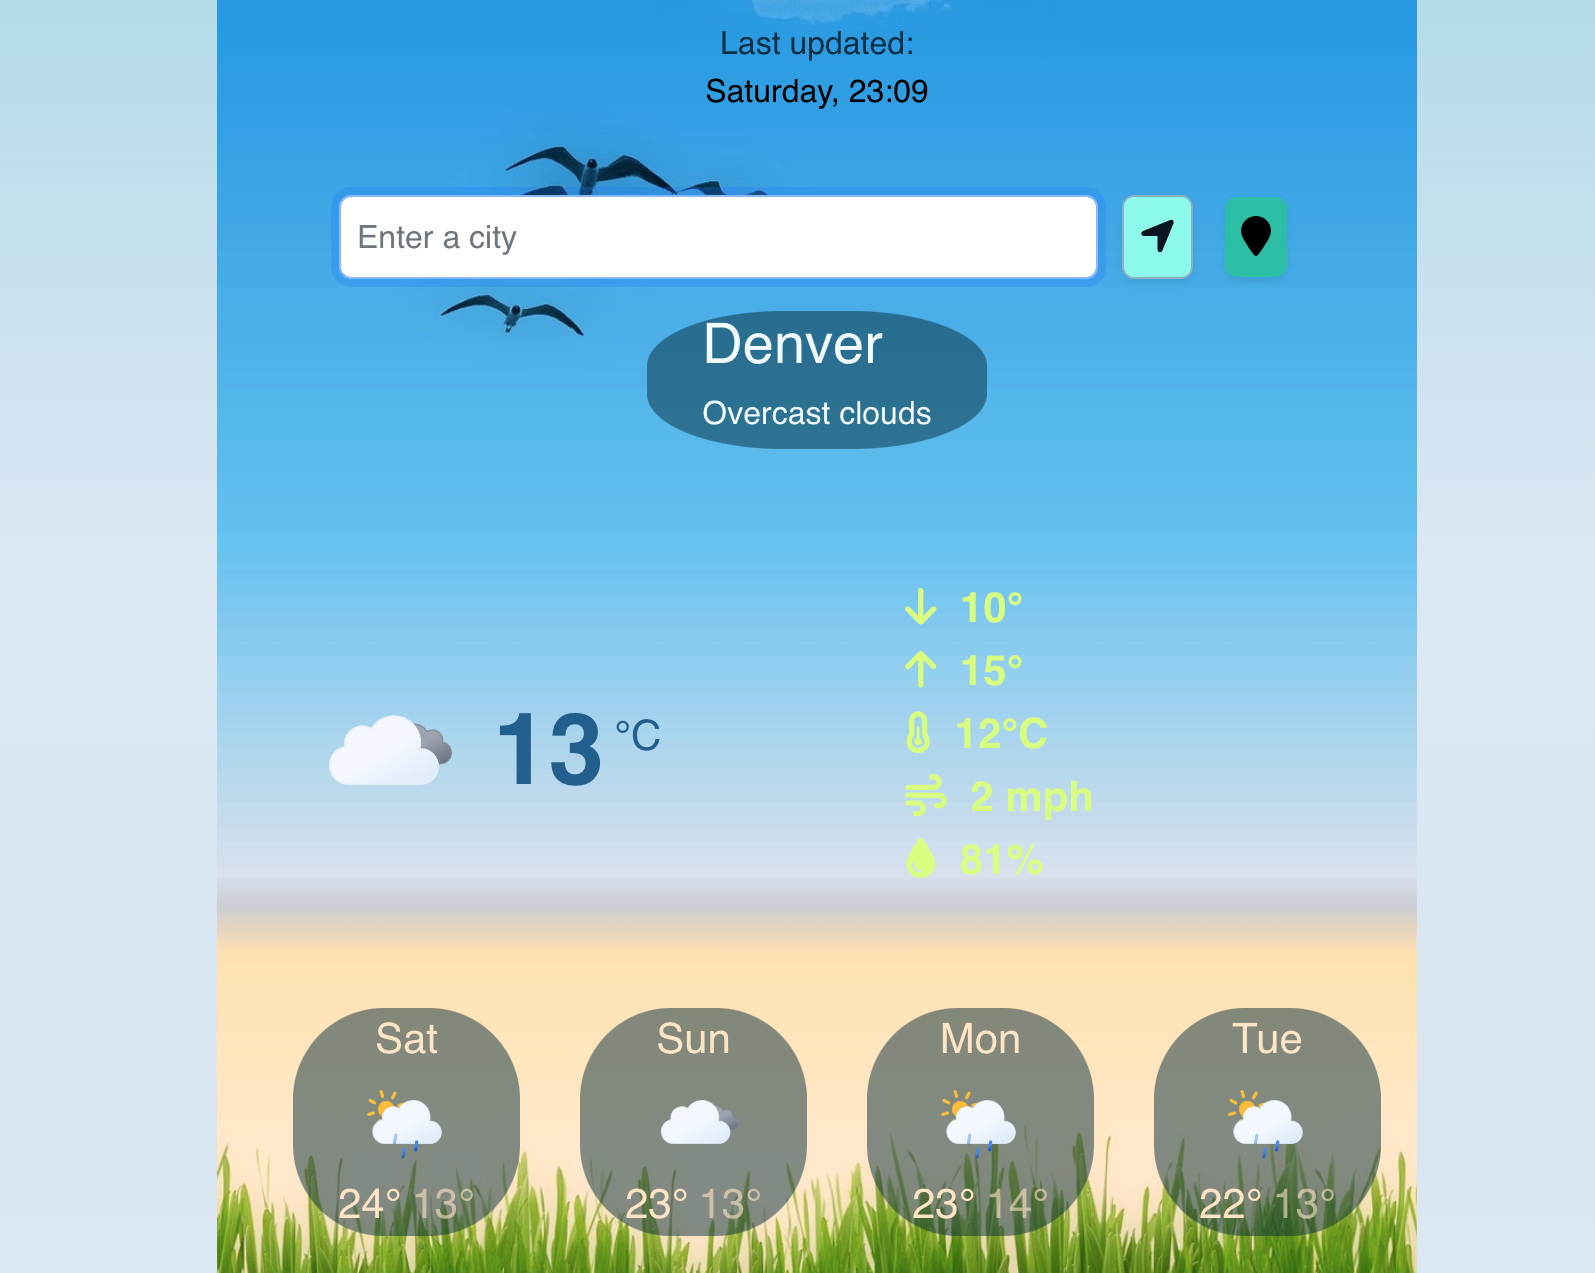 Last updated:
Saturday, 23:09
Enter a city
Denver
Overcast clouds
10°
15°
13 °C
12°C
2 mph
81%
Sat
Sun
Mon
Tue
24° 13°
23° 13°
23° 14°
22° 13°